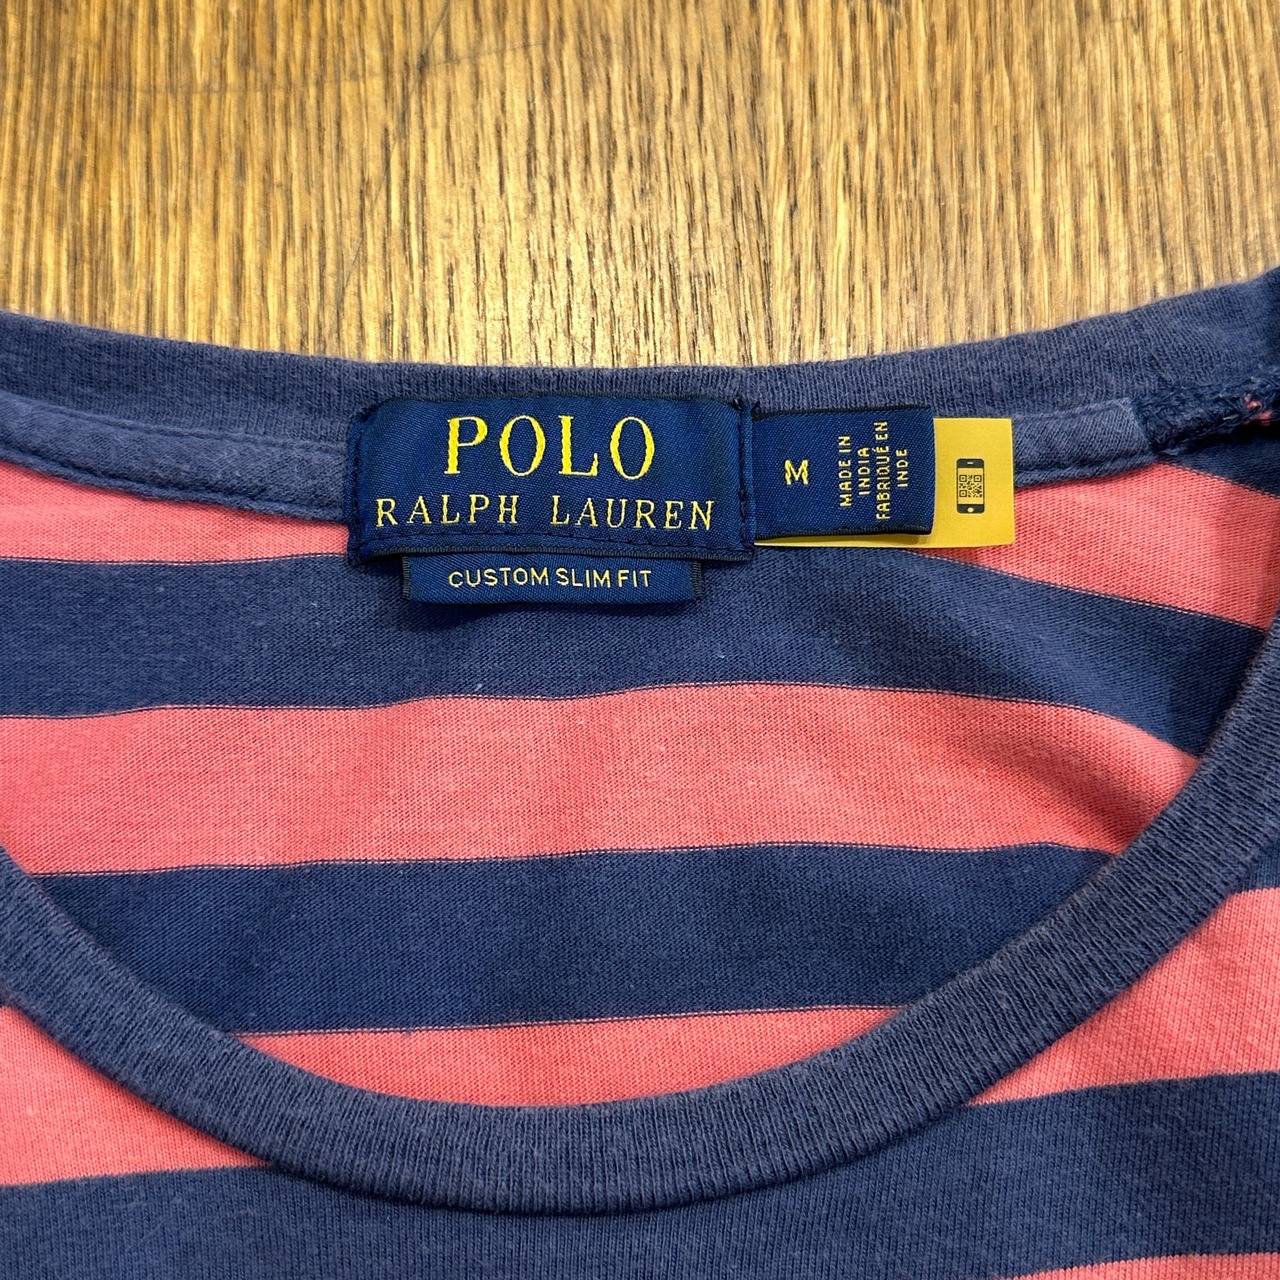 POLO
RALPH LAUREN
CUSTOM SLIM FIT
M
MADE IN
INDIA
FABRIQUÉ EN
INDE